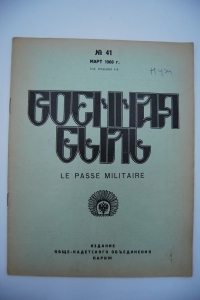 № 41
МАРТ 1960 г.
ВОЕННАЯ
БЫЛЬ
LE PASSE MILITAIRE
ИЗДАНИЕ
ОБЩЕ-КАДЕТСКОГО ОБЪЕДИНЕНИЯ
ПАРИЖ